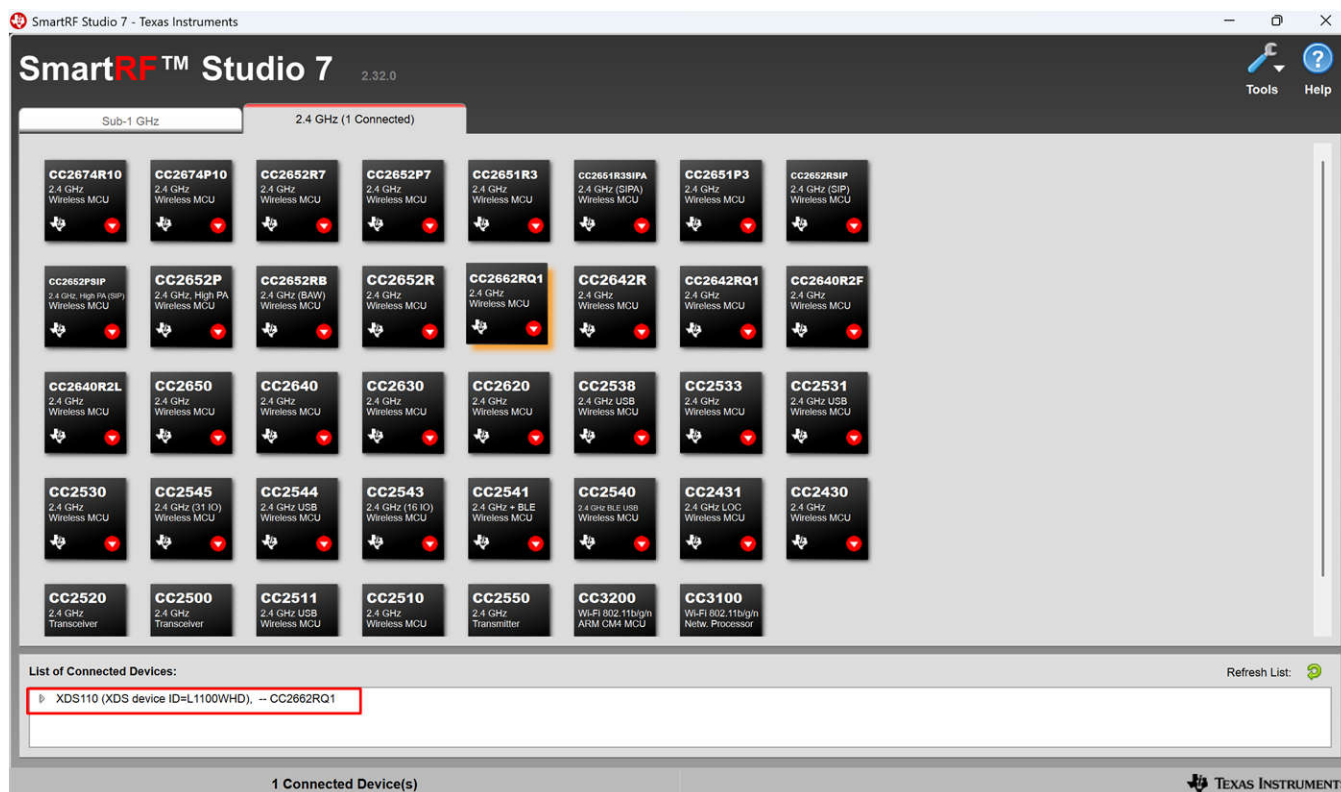 SmartRF Studio 7 - Texas Instruments
SmartRF™ Studio 7 2.32.0
Tools Help
Sub-1 GHz
2.4 GHz (1 Connected)
CC2674R10
2.4 GHz
Wireless MCU
CC2674P10
2.4 GHz
Wireless MCU
CC2652R7
2.4 GHz
Wireless MCU
CC2652P7
2.4 GHz
Wireless MCU
CC2651R3
2.4 GHz
Wireless MCU
CC2651R3SIPA
2.4 GHz (SIPA)
Wireless MCU
CC2651P3
2.4 GHz
Wireless MCU
CC2652RSIP
2.4 GHz (SIP)
Wireless MCU
CC2652PSIP
2.4 GHz, High PA (SIP)
Wireless MCU
CC2652P
2.4 GHz, High PA
Wireless MCU
CC2652RB
2.4 GHz (BAW)
Wireless MCU
CC2652R
2.4 GHz
Wireless MCU
CC2662RQ1
2.4 GHz
Wireless MCU
CC2642R
2.4 GHz
Wireless MCU
CC2642RQ1
2.4 GHz
Wireless MCU
CC2640R2F
2.4 GHz
Wireless MCU
CC2640R2L
2.4 GHz
Wireless MCU
CC2650
2.4 GHz
Wireless MCU
CC2640
2.4 GHz
Wireless MCU
CC2630
2.4 GHz
Wireless MCU
CC2620
2.4 GHz
Wireless MCU
CC2538
2.4 GHz USB
Wireless MCU
CC2533
2.4 GHz
Wireless MCU
CC2531
2.4 GHz USB
Wireless MCU
CC2530
2.4 GHz
Wireless MCU
CC2545
2.4 GHz (31 IO)
Wireless MCU
CC2544
2.4 GHz USB
Wireless MCU
CC2543
2.4 GHz (16 IO)
Wireless MCU
CC2541
2.4 GHz + BLE
Wireless MCU
CC2540
2.4 GHz BLE USB
Wireless MCU
CC2431
2.4 GHz LOC
Wireless MCU
CC2430
2.4 GHz
Wireless MCU
CC2520
2.4 GHz
Transceiver
CC2500
2.4 GHz
Transceiver
CC2511
2.4 GHz USB
Wireless MCU
CC2510
2.4 GHz
Wireless MCU
CC2550
2.4 GHz
Transmitter
CC3200
Wi-Fi 802.11b/g/n
ARM CM4 MCU
CC3100
Wi-Fi 802.11b/g/n
Netw. Processor
List of Connected Devices:
Refresh List:
XDS110 (XDS device ID=L1100WHD), -- CC2662RQ1
1 Connected Device(s)
TEXAS INSTRUMENT